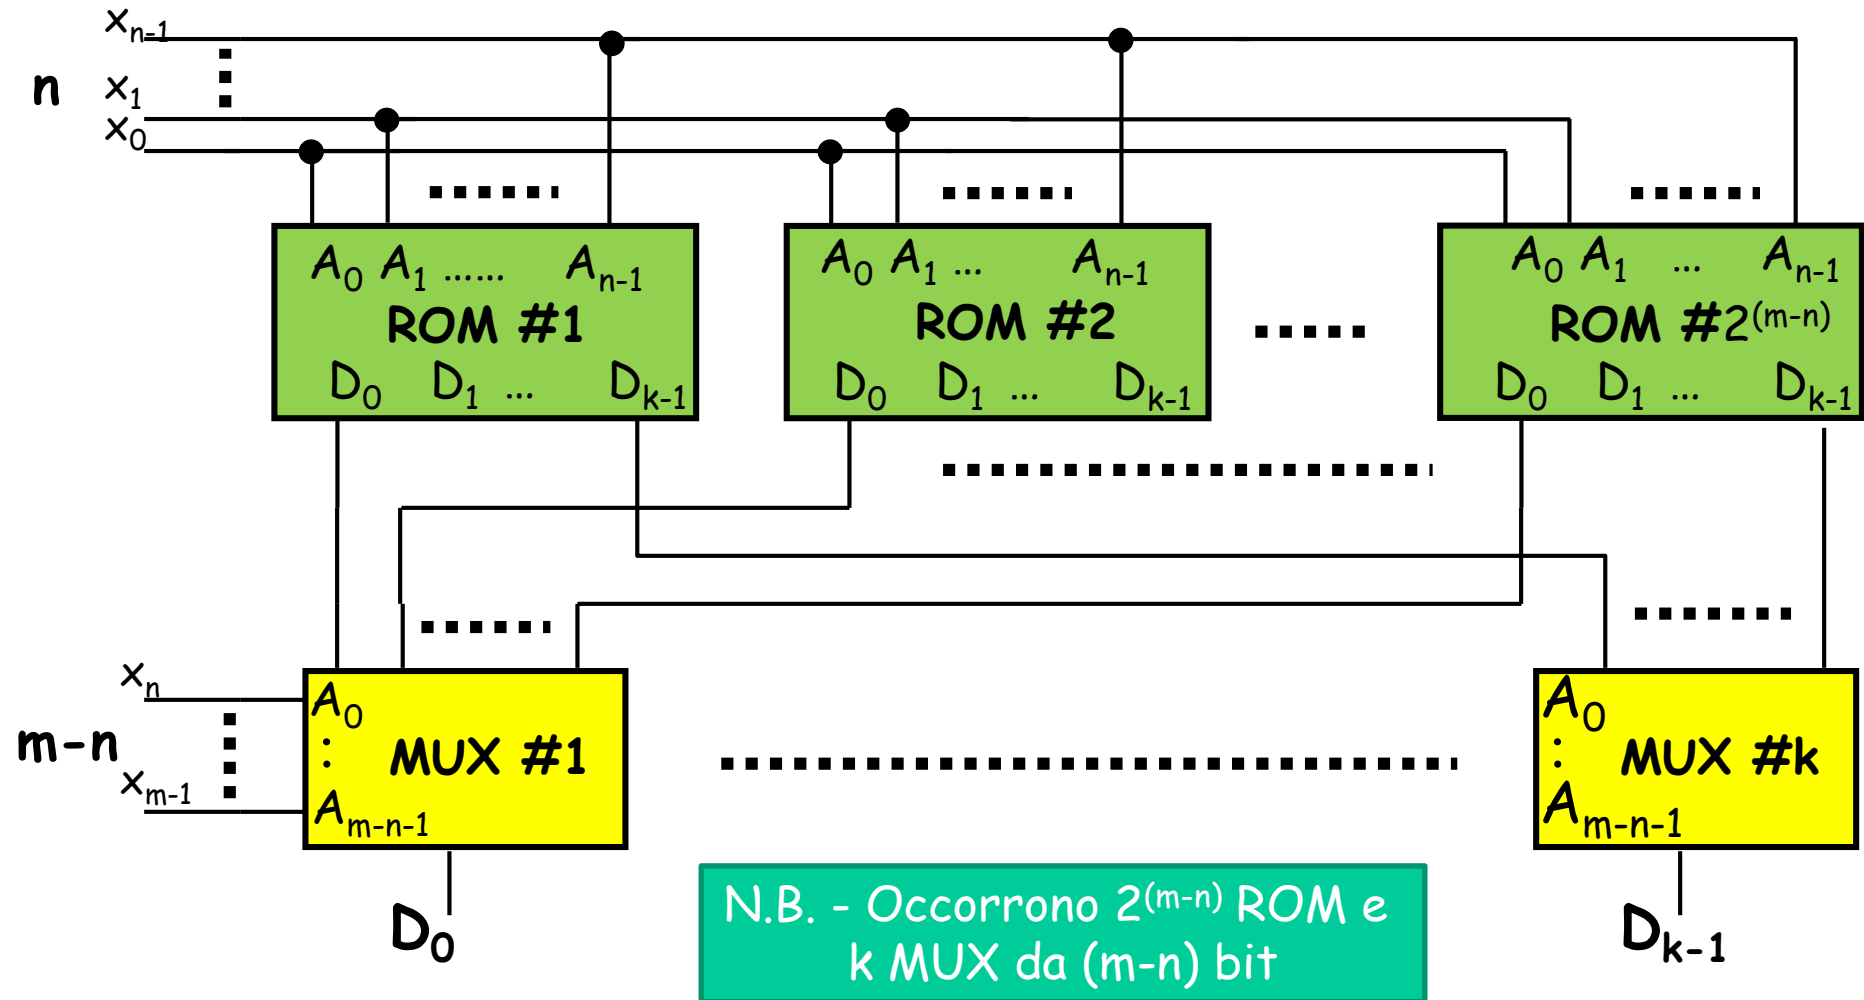 xn-1
n
x1
x0
A0 A1 ...... An-1
ROM #1
D0 D1 ... Dk-1
A0 A1 ... An-1
ROM #2
D0 D1 ... Dk-1
A0 A1 ... An-1
ROM #2(m-n)
D0 D1 ... Dk-1
xn
m-n
xm-1
A0
:
MUX #1
Am-n-1
A0
:
MUX #k
Am-n-1
D0
Dk-1
N.B. - Occorrono 2(m-n) ROM e
k MUX da (m-n) bit